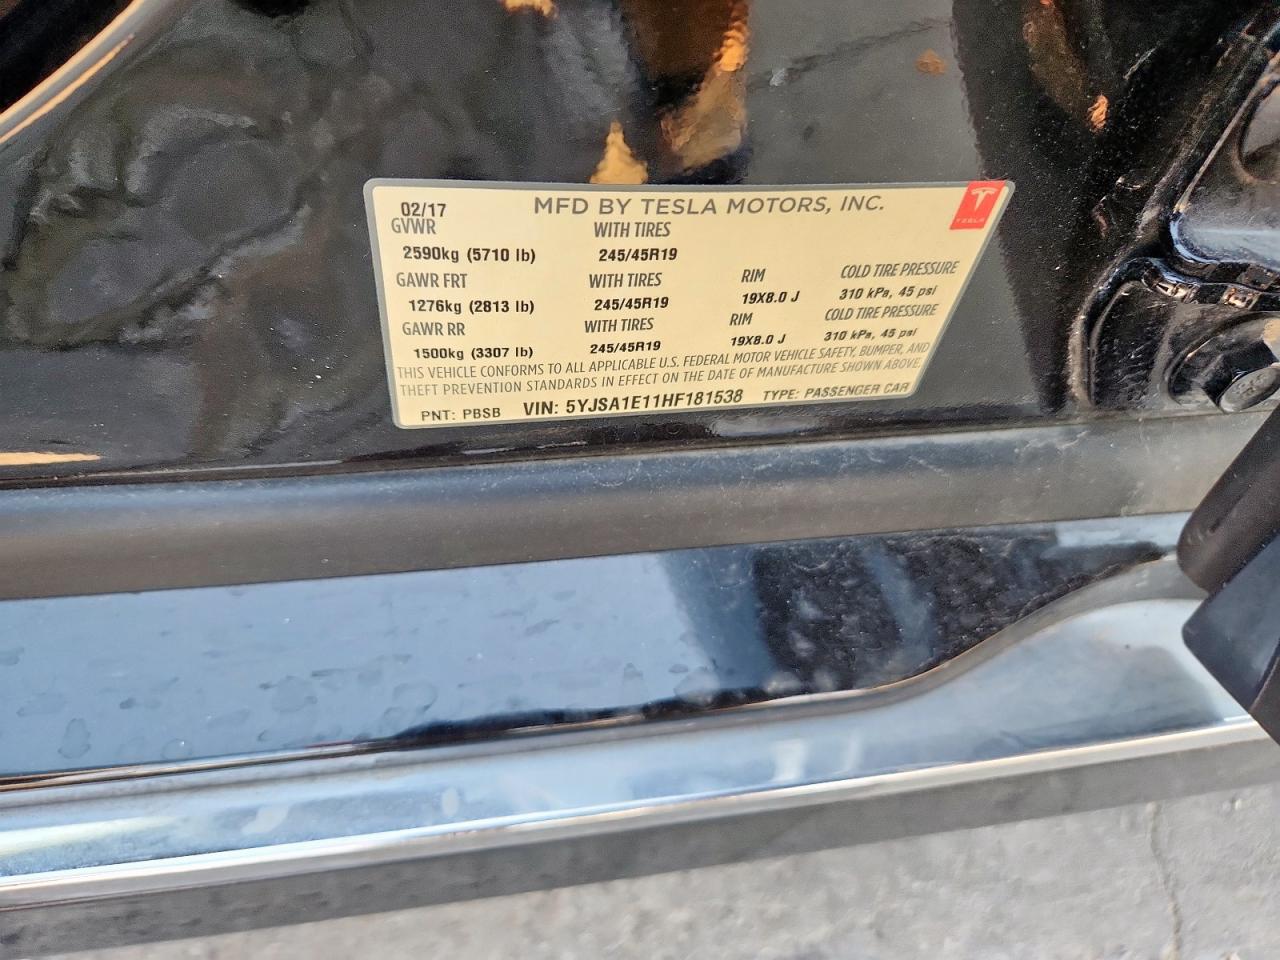 02/17 MFD BY TESLA MOTORS, INC. TESLA
GVWR WITH TIRES
2590kg (5710 lb) 245/45R19
GAWR FRT WITH TIRES RIM COLD TIRE PRESSURE
1276kg (2813 lb) 245/45R19 19X8.0 J 310 kPa, 45 psi
GAWR RR WITH TIRES RIM COLD TIRE PRESSURE
1500kg (3307 lb) 245/45R19 19X8.0 J 310 kPa, 45 psi
THIS VEHICLE CONFORMS TO ALL APPLICABLE U.S. FEDERAL MOTOR VEHICLE SAFETY, BUMPER, AND
THEFT PREVENTION STANDARDS IN EFFECT ON THE DATE OF MANUFACTURE SHOWN ABOVE.
PNT: PBSB VIN: 5YJSA1E11HF181538 TYPE: PASSENGER CAR